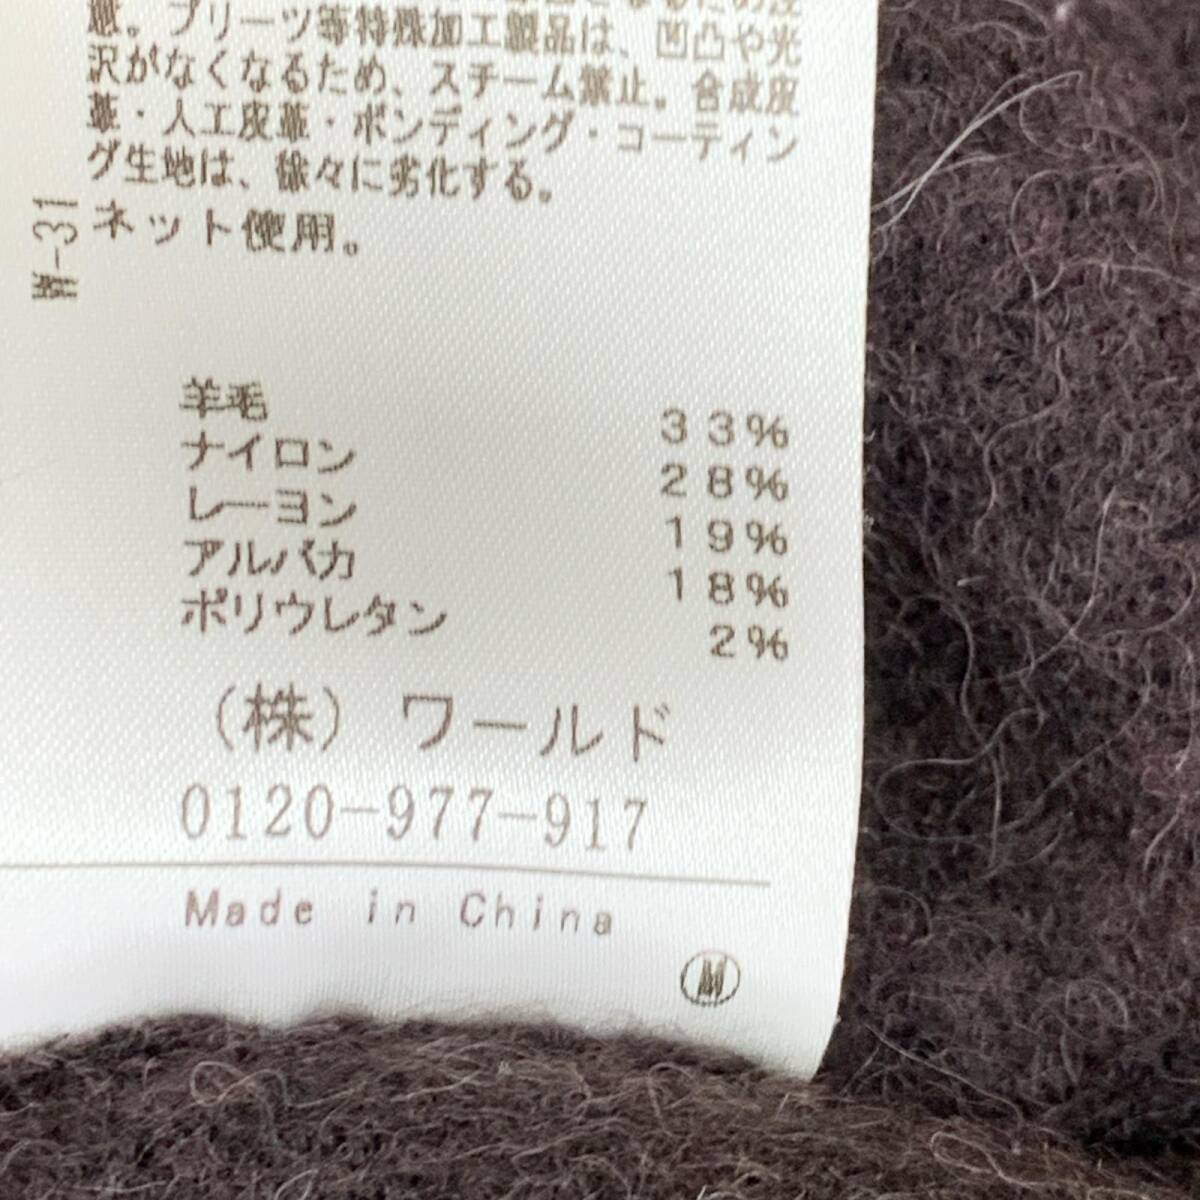 意。プリーツ等特殊加工製品は、凹凸や光
沢がなくなるため、スチーム禁止。合成皮
革・人工皮革・ボンディング・コーティン
グ生地は、徐々に劣化する。
ネット使用。
W-31
羊毛 33%
ナイロン 28%
レーヨン 19%
アルパカ 18%
ポリウレタン 2%
(株) ワールド
0120-977-917
Made in China
M